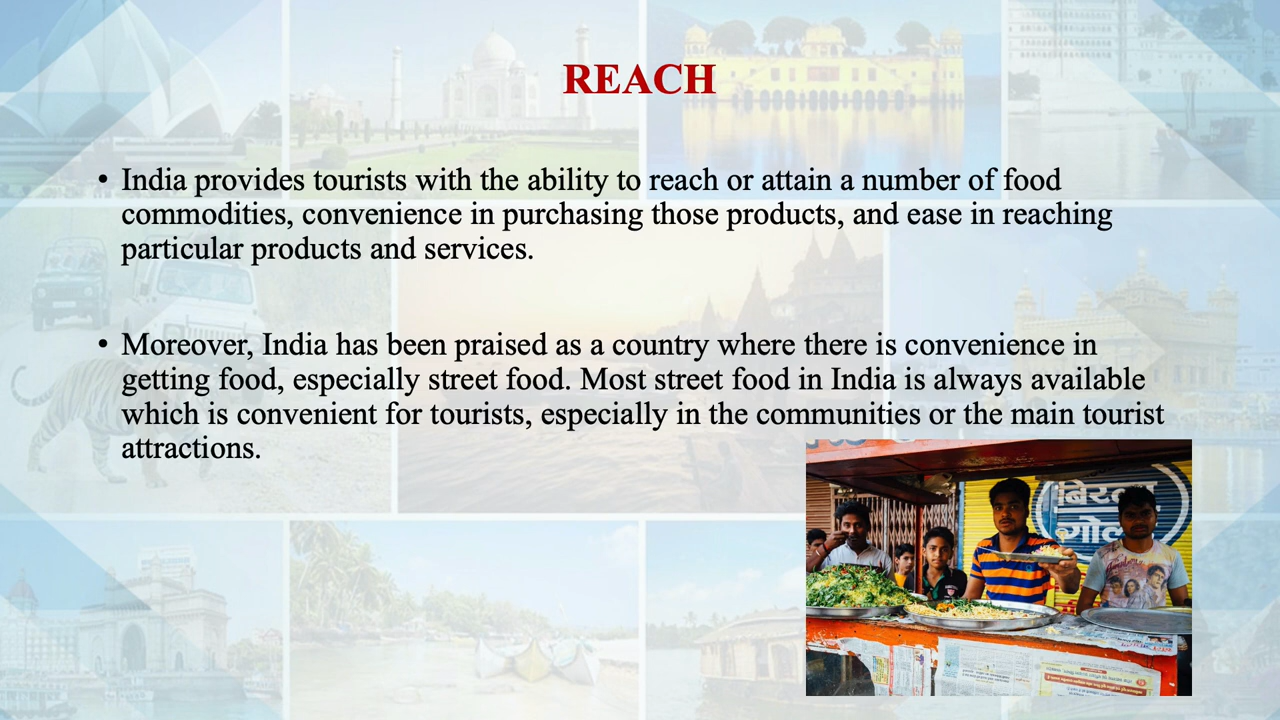 REACH
• India provides tourists with the ability to reach or attain a number of food
commodities, convenience in purchasing those products, and ease in reaching
particular products and services.
• Moreover, India has been praised as a country where there is convenience in
getting food, especially street food. Most street food in India is always available
which is convenient for tourists, especially in the communities or the main tourist
attractions.